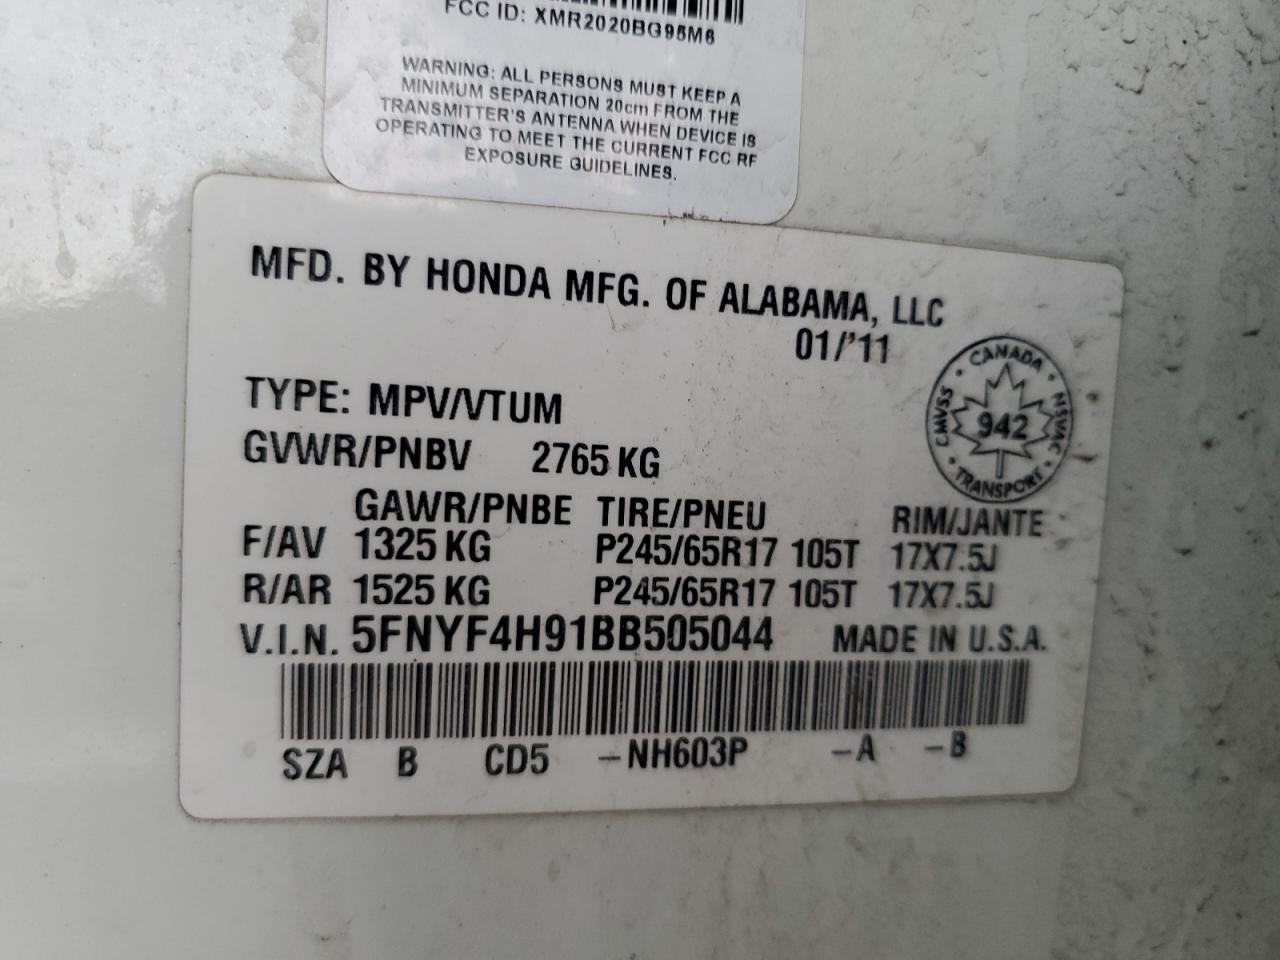 FCC ID: XMR2020BG95M6
WARNING: ALL PERSONS MUST KEEP A
MINIMUM SEPARATION 20cm FROM THE
TRANSMITTER'S ANTENNA WHEN DEVICE IS
OPERATING TO MEET THE CURRENT FCC RF
EXPOSURE GUIDELINES.
MFD. BY HONDA MFG. OF ALABAMA, LLC
01/'11
CANADA
CMVSS 942 NSVAC
TRANSPORT
TYPE: MPV/VTUM
GVWR/PNBV 2765 KG
GAWR/PNBE TIRE/PNEU RIM/JANTE
F/AV 1325 KG P245/65R17 105T 17X7.5J
R/AR 1525 KG P245/65R17 105T 17X7.5J
V.I.N. 5FNYF4H91BB505044 MADE IN U.S.A.
SZA B CD5 -NH603P -A -B